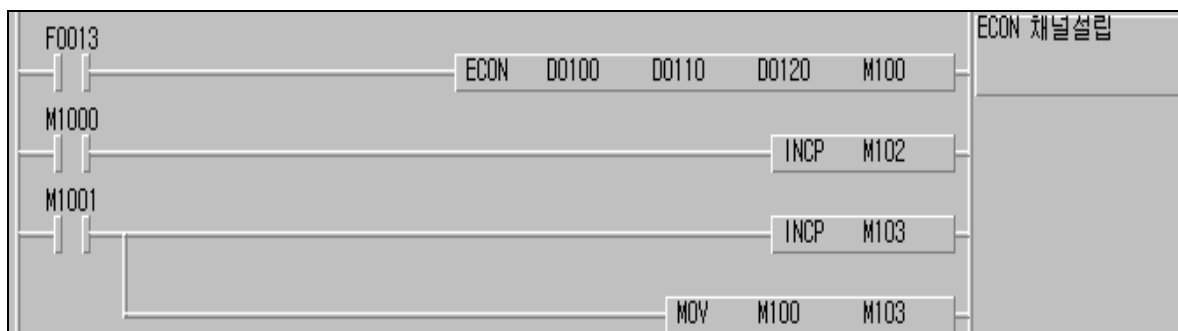 F0013
ECON D0100 D0110 D0120 M100
ECON 채널설립
M1000
INCP M102
M1001
INCP M103
MOV M100 M103